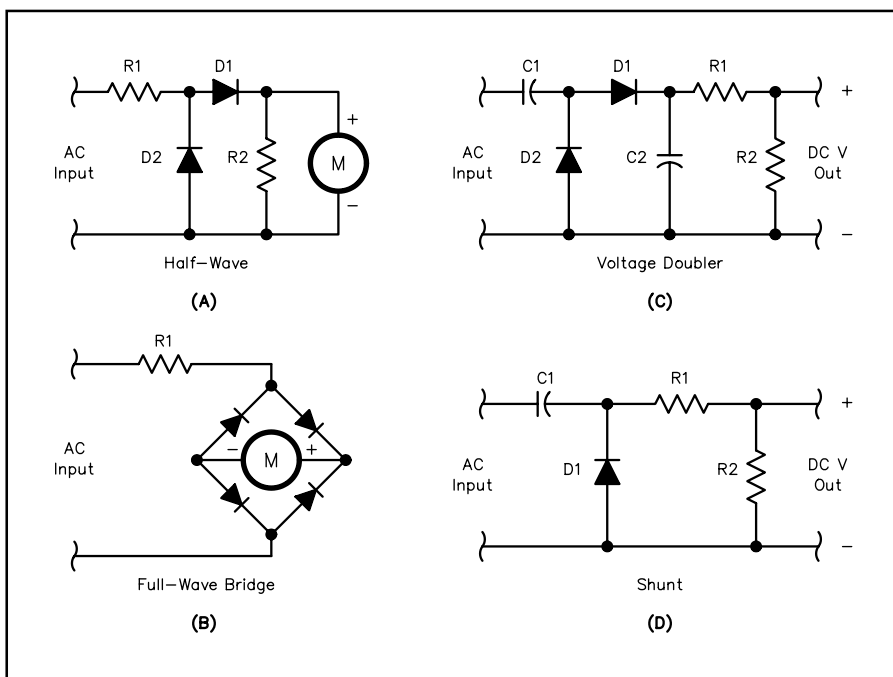 R1
D1
D2
R2
M
+
−
AC
Input
Half−Wave
(A)
C1
D1
R1
D2
C2
R2
AC
Input
DC V
Out
+
−
Voltage Doubler
(C)
R1
AC
Input
−
M
+
Full−Wave Bridge
(B)
C1
R1
D1
R2
AC
Input
DC V
Out
+
−
Shunt
(D)